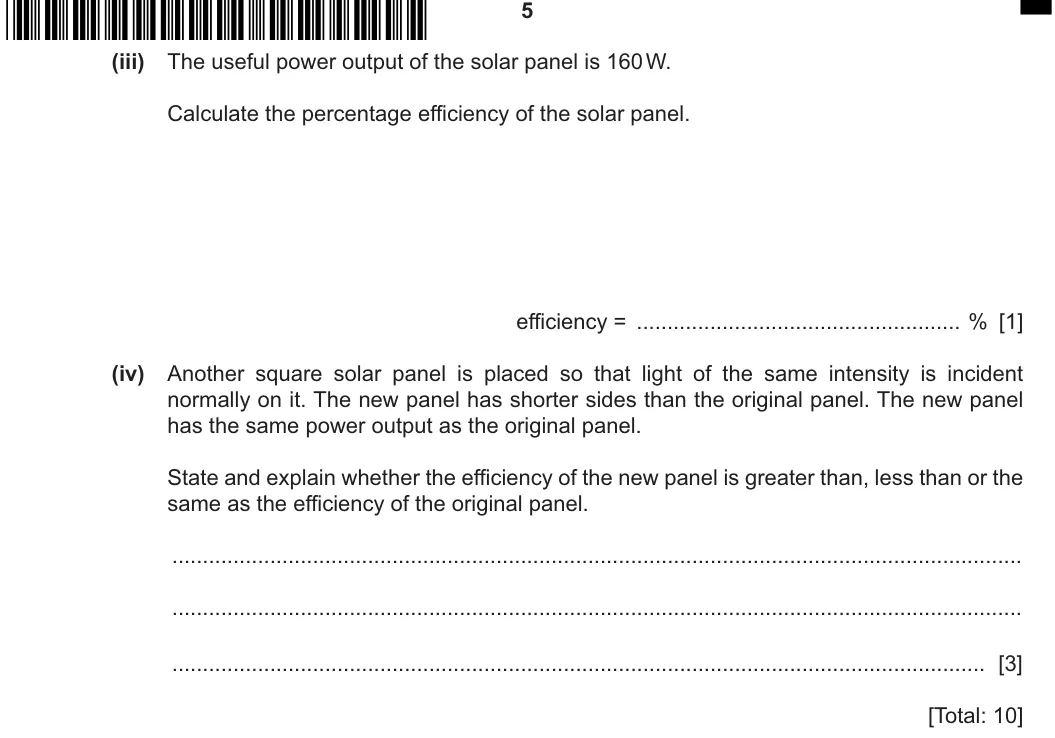 5
(iii) The useful power output of the solar panel is 160 W.
Calculate the percentage efficiency of the solar panel.
efficiency = ..................................................... % [1]
(iv) Another square solar panel is placed so that light of the same intensity is incident
normally on it. The new panel has shorter sides than the original panel. The new panel
has the same power output as the original panel.
State and explain whether the efficiency of the new panel is greater than, less than or the
same as the efficiency of the original panel.
...........................................................................................................................................
...........................................................................................................................................
..................................................................................................................................... [3]
[Total: 10]